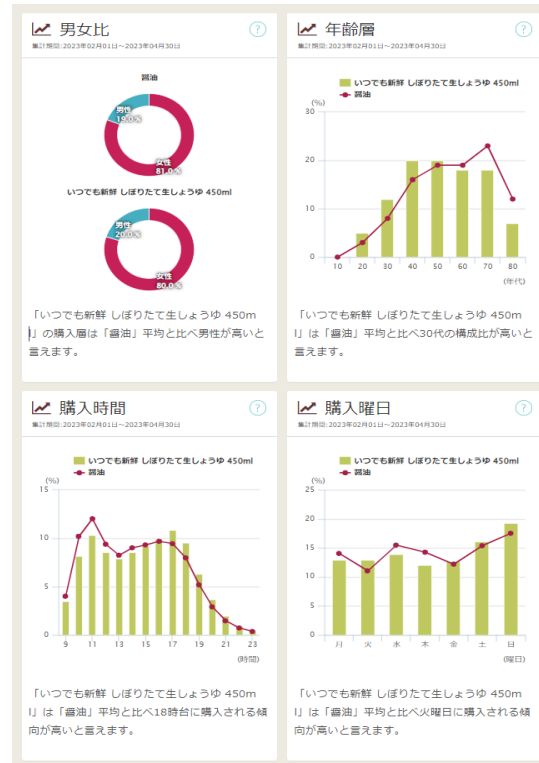 男女比 ?
集計期間:2023年02月01日～2023年04月30日
醤油
男性
19.0%
女性
81.0%
いつでも新鮮 しぼりたて生しょうゆ 450ml
男性
20.0%
女性
80.0%
「いつでも新鮮 しぼりたて生しょうゆ 450m
l」の購入層は「醤油」平均と比べ男性が高いと
言えます。
年齢層 ?
集計期間:2023年02月01日～2023年04月30日
いつでも新鮮 しぼりたて生しょうゆ 450ml
醤油
(%)
30
20
10
0
10 20 30 40 50 60 70 80
(年代)
「いつでも新鮮 しぼりたて生しょうゆ 450m
l」は「醤油」平均と比べ30代の構成比が高いと
言えます。
購入時間 ?
集計期間:2023年02月01日～2023年04月30日
いつでも新鮮 しぼりたて生しょうゆ 450ml
醤油
(%)
15
10
5
0
9 11 13 15 17 19 21 23
(時間)
「いつでも新鮮 しぼりたて生しょうゆ 450m
l」は「醤油」平均と比べ18時台に購入される傾
向が高いと言えます。
購入曜日 ?
集計期間:2023年02月01日～2023年04月30日
いつでも新鮮 しぼりたて生しょうゆ 450ml
醤油
(%)
25
20
15
10
5
0
月 火 水 木 金 土 日
(曜日)
「いつでも新鮮 しぼりたて生しょうゆ 450m
l」は「醤油」平均と比べ火曜日に購入される傾
向が高いと言えます。